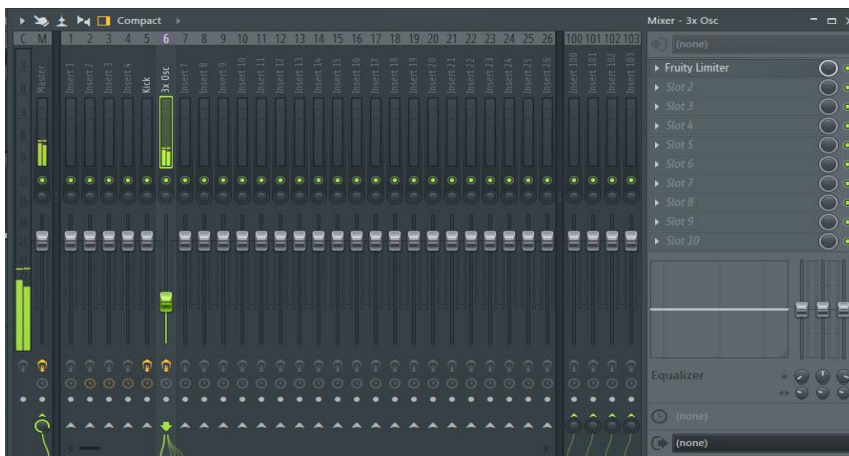 Compact
Mixer - 3x Osc
C M 1 2 3 4 5 6 7 8 9 10 11 12 13 14 15 16 17 18 19 20 21 22 23 24 25 26 100 101 102 103
(none)
Master
Insert 1
Insert 2
Insert 3
Insert 4
Kick
3x Osc
Insert 7
Insert 8
Insert 9
Insert 10
Insert 11
Insert 12
Insert 13
Insert 14
Insert 15
Insert 16
Insert 17
Insert 18
Insert 19
Insert 20
Insert 21
Insert 22
Insert 23
Insert 24
Insert 25
Insert 26
Insert 100
Insert 101
Insert 102
Insert 103
Fruity Limiter
Slot 2
Slot 3
Slot 4
Slot 5
Slot 6
Slot 7
Slot 8
Slot 9
Slot 10
Equalizer
(none)
(none)